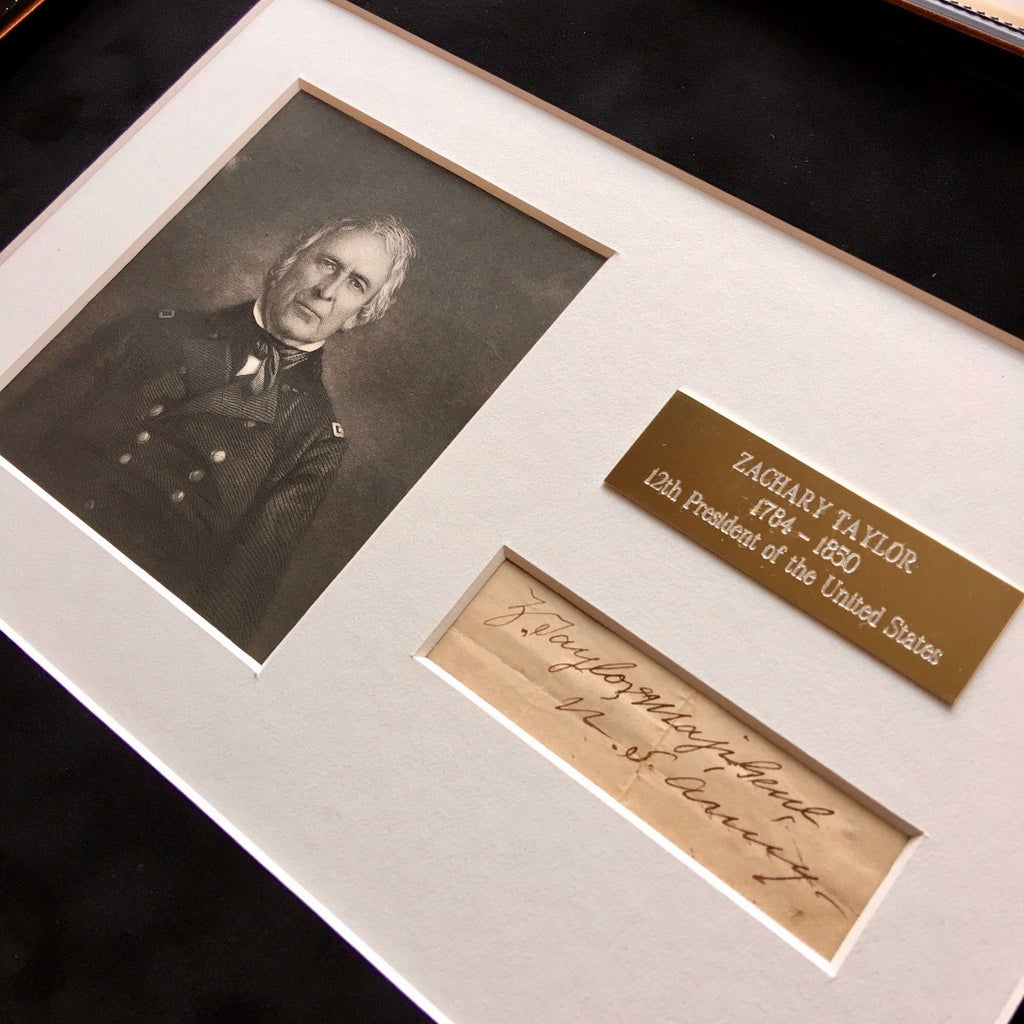 ZACHARY TAYLOR
1784 – 1850
12th President of the United States
Z. Taylor Maj. Genl,
U. S. Army